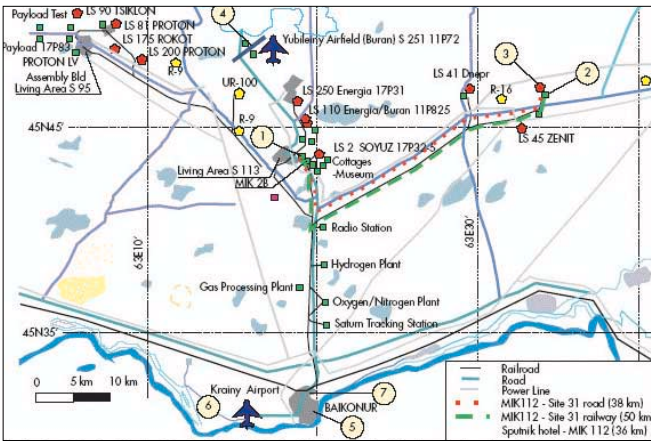 LS 90 TSIKLON
Payload Test
LS 81 PROTON
LS 175 ROKOT
Payload 17P83
LS 200 PROTON
PROTON LV
Assembly Bld
Living Area S 95
R-9
4
Yubileiny Airfield (Buran) S 251 11P72
UR-100
LS 250 Energia 17P31
LS 110 Energia/Buran 11P825
R-9
1
LS 2 SOYUZ 17P32-S
Living Area S 113
MIK 2B
Cottages
-Museum
3
2
LS 41 Dnepr
R-16
LS 45 ZENIT
45N45'
63E10'
63E30'
Radio Station
Hydrogen Plant
Gas Processing Plant
Oxygen/Nitrogen Plant
Saturn Tracking Station
45N35'
0 5 km 10 km
Krainy Airport
6
7
BAIKONUR
5
Railroad
Road
Power Line
MIK112 - Site 31 road (38 km)
MIK112 - Site 31 railway (50 km)
Sputnik hotel - MIK 112 (36 km)